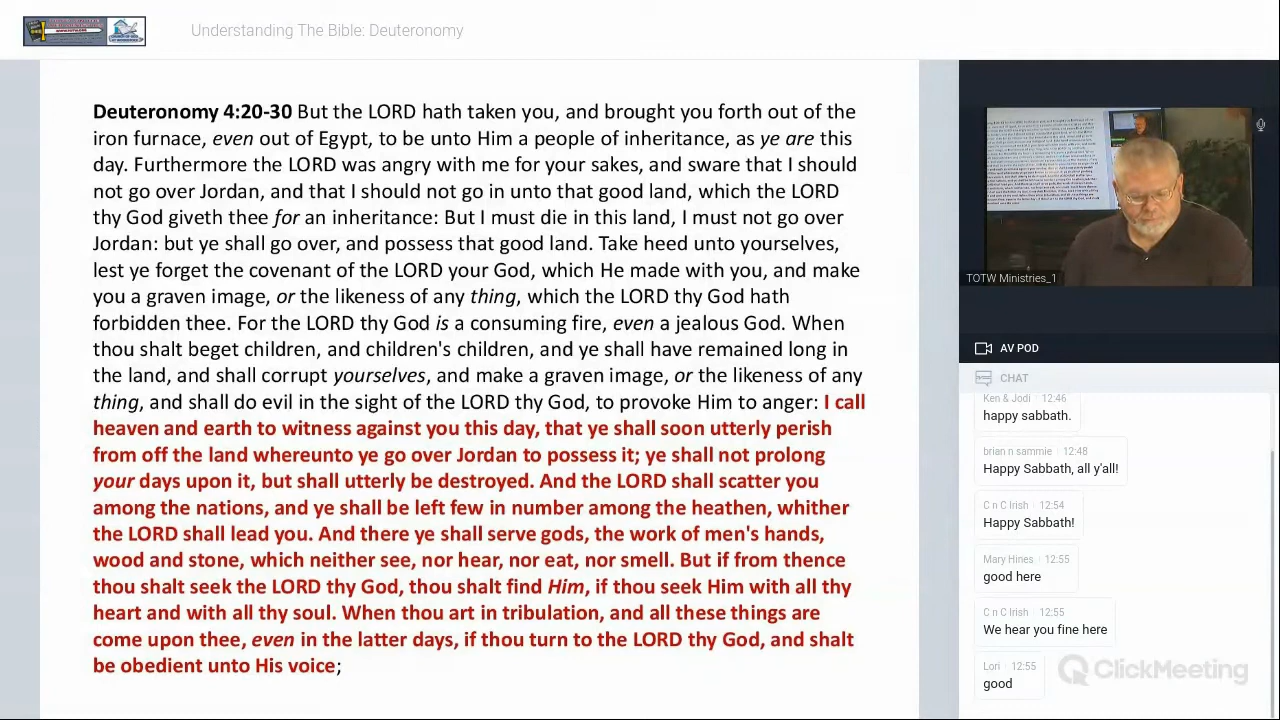 Understanding The Bible: Deuteronomy
Deuteronomy 4:20-30 But the LORD hath taken you, and brought you forth out of the
iron furnace, even out of Egypt, to be unto Him a people of inheritance, as ye are this
day. Furthermore the LORD was angry with me for your sakes, and sware that I should
not go over Jordan, and that I should not go in unto that good land, which the LORD
thy God giveth thee for an inheritance: But I must die in this land, I must not go over
Jordan: but ye shall go over, and possess that good land. Take heed unto yourselves,
lest ye forget the covenant of the LORD your God, which He made with you, and make
you a graven image, or the likeness of any thing, which the LORD thy God hath
forbidden thee. For the LORD thy God is a consuming fire, even a jealous God. When
thou shalt beget children, and children's children, and ye shall have remained long in
the land, and shall corrupt yourselves, and make a graven image, or the likeness of any
thing, and shall do evil in the sight of the LORD thy God, to provoke Him to anger: I call
heaven and earth to witness against you this day, that ye shall soon utterly perish
from off the land whereunto ye go over Jordan to possess it; ye shall not prolong
your days upon it, but shall utterly be destroyed. And the LORD shall scatter you
among the nations, and ye shall be left few in number among the heathen, whither
the LORD shall lead you. And there ye shall serve gods, the work of men's hands,
wood and stone, which neither see, nor hear, nor eat, nor smell. But if from thence
thou shalt seek the LORD thy God, thou shalt find Him, if thou seek Him with all thy
heart and with all thy soul. When thou art in tribulation, and all these things are
come upon thee, even in the latter days, if thou turn to the LORD thy God, and shalt
be obedient unto His voice;
TOTW Ministries_1
AV POD
CHAT
Ken & Jodi 12:46
happy sabbath.
brian n sammie 12:48
Happy Sabbath, all y'all!
C n C Irish 12:54
Happy Sabbath!
Mary Hines 12:55
good here
C n C Irish 12:55
We hear you fine here
Lori 12:55
good
ClickMeeting